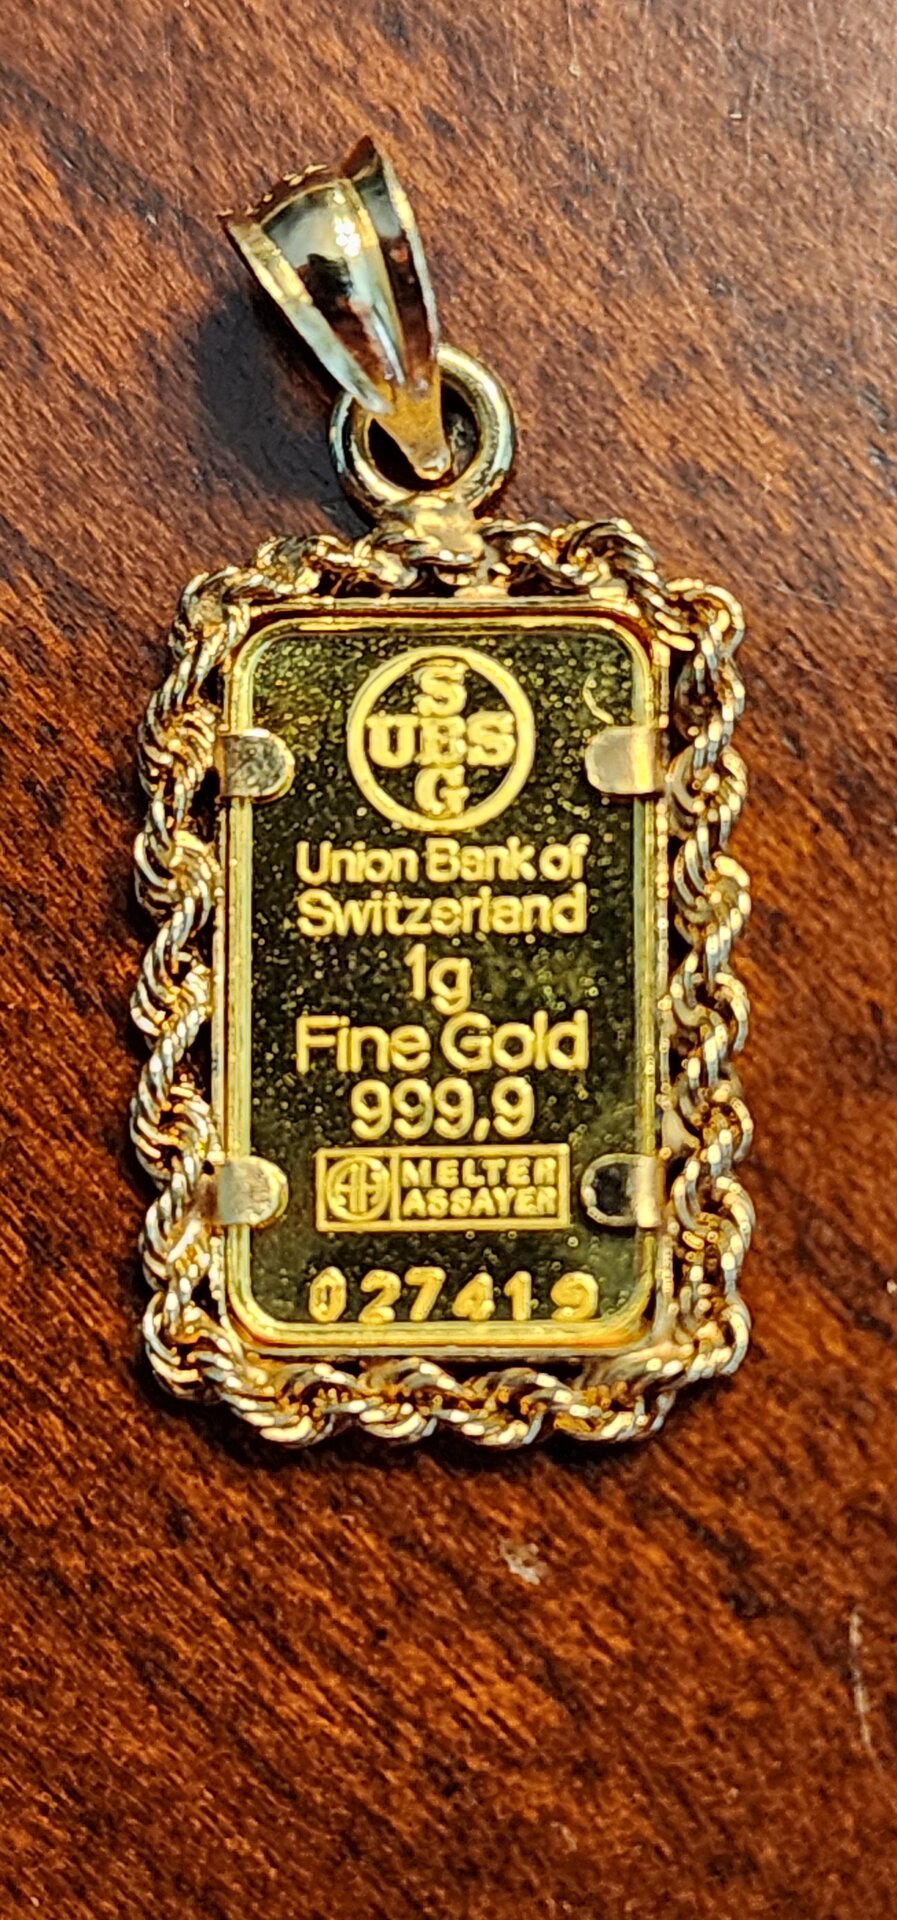 S
UBS
G
Union Bank of
Switzerland
1g
Fine Gold
999,9
MELTER
ASSAYER
027419